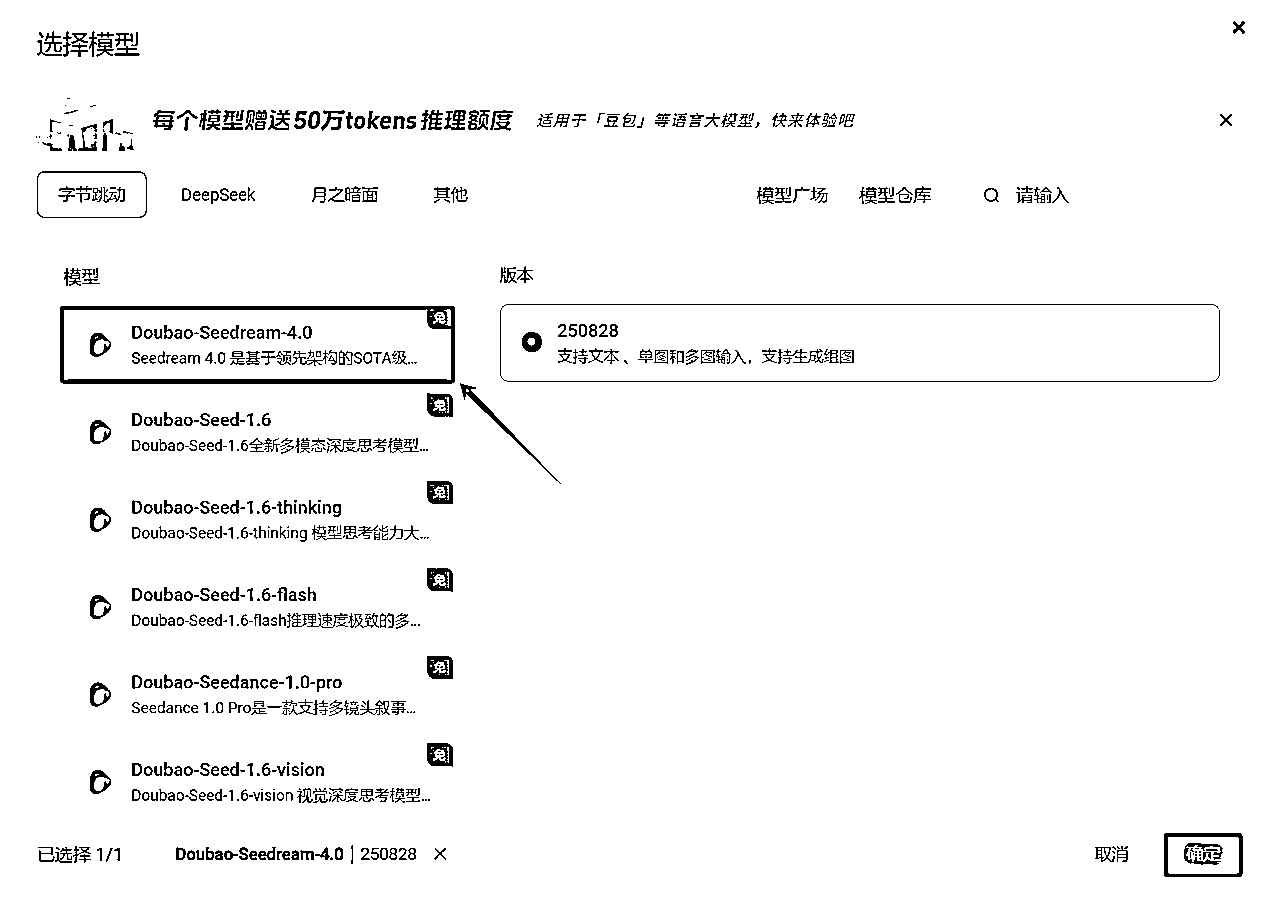 选择模型
每个模型赠送50万tokens推理额度 适用于「豆包」等语言大模型，快来体验吧
字节跳动 DeepSeek 月之暗面 其他 模型广场 模型仓库 请输入
模型 版本
免
Doubao-Seedream-4.0
Seedream 4.0 是基于领先架构的SOTA级...
250828
支持文本、单图和多图输入，支持生成组图
免
Doubao-Seed-1.6
Doubao-Seed-1.6全新多模态深度思考模型...
免
Doubao-Seed-1.6-thinking
Doubao-Seed-1.6-thinking 模型思考能力大...
免
Doubao-Seed-1.6-flash
Doubao-Seed-1.6-flash推理速度极致的多...
免
Doubao-Seedance-1.0-pro
Seedance 1.0 Pro是一款支持多镜头叙事...
免
Doubao-Seed-1.6-vision
Doubao-Seed-1.6-vision 视觉深度思考模型...
已选择 1/1 Doubao-Seedream-4.0 | 250828 取消 确定